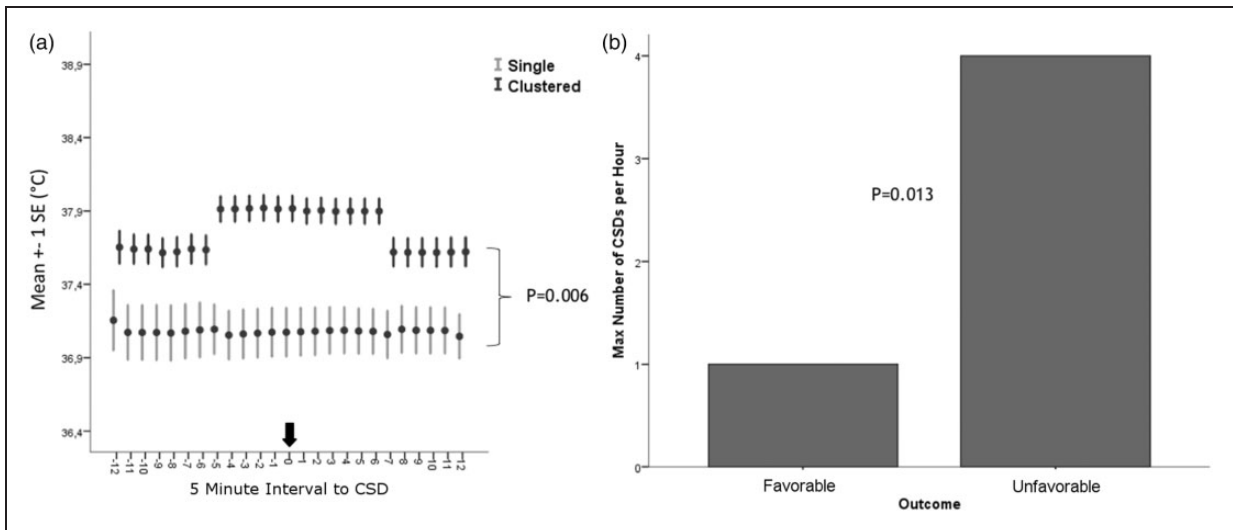 (a)
Single
Clustered
Mean +- 1 SE (°C)
38,9
38,4
37,9
37,4
36,9
36,4
P=0.006
-12 -11 -10 -9 -8 -7 -6 -5 -4 -3 -2 -1 0 1 2 3 4 5 6 7 8 9 10 11 12
5 Minute Interval to CSD
(b)
Max Number of CSDs per Hour
4
3
2
1
0
P=0.013
Favorable Unfavorable
Outcome